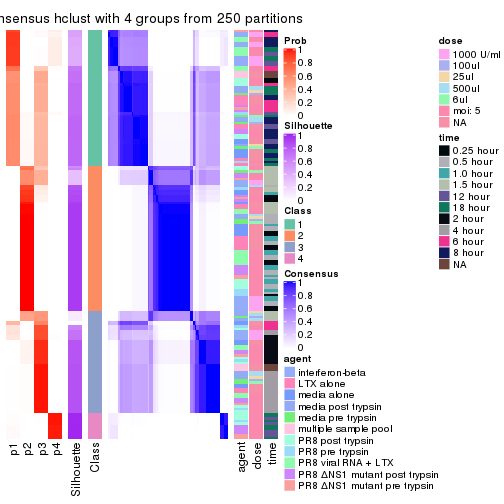 nsensus hclust with 4 groups from 250 partitions
Prob
1
0.8
0.6
0.4
0.2
0
Silhouette
1
0.8
0.6
0.4
0.2
0
Class
1
2
3
4
Consensus
1
0.8
0.6
0.4
0.2
0
agent
interferon-beta
LTX alone
media alone
media post trypsin
media pre trypsin
multiple sample pool
PR8 post trypsin
PR8 pre trypsin
PR8 viral RNA + LTX
PR8 ΔNS1 mutant post trypsin
PR8 ΔNS1 mutant pre trypsin
dose
1000 U/ml
100ul
25ul
500ul
6ul
moi: 5
NA
time
0.25 hour
0.5 hour
1.0 hour
1.5 hour
12 hour
18 hour
2 hour
4 hour
6 hour
8 hour
NA
p1
p2
p3
p4
Silhouette
Class
agent
dose
time